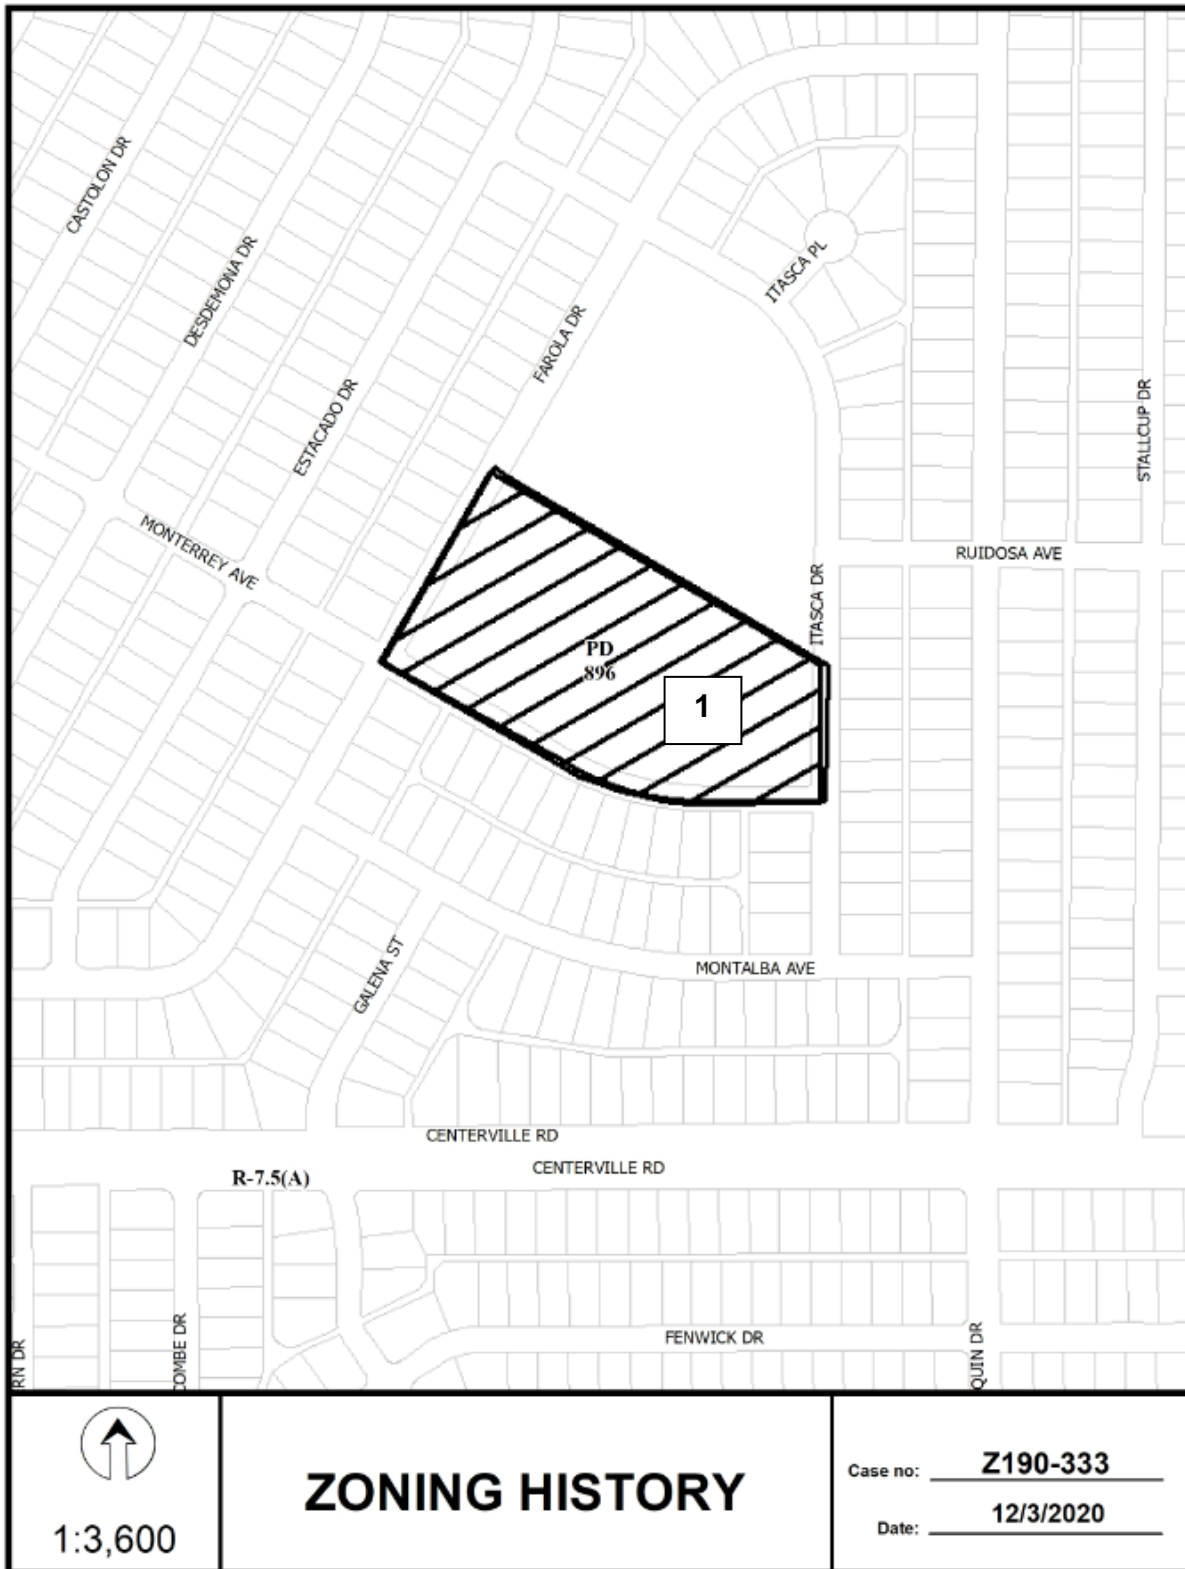 CASTOLON DR
DESDEMONA DR
ITASCA PL
FAROLA DR
ESTACADO DR
STALLCUP DR
MONTERREY AVE
RUIDOSA AVE
ITASCA DR
PD
896
1
GALENA ST
MONTALBA AVE
CENTERVILLE RD
CENTERVILLE RD
R-7.5(A)
FENWICK DR
RN DR
COMBE DR
QUIN DR
1:3,600
ZONING HISTORY
Case no: Z190-333
Date: 12/3/2020